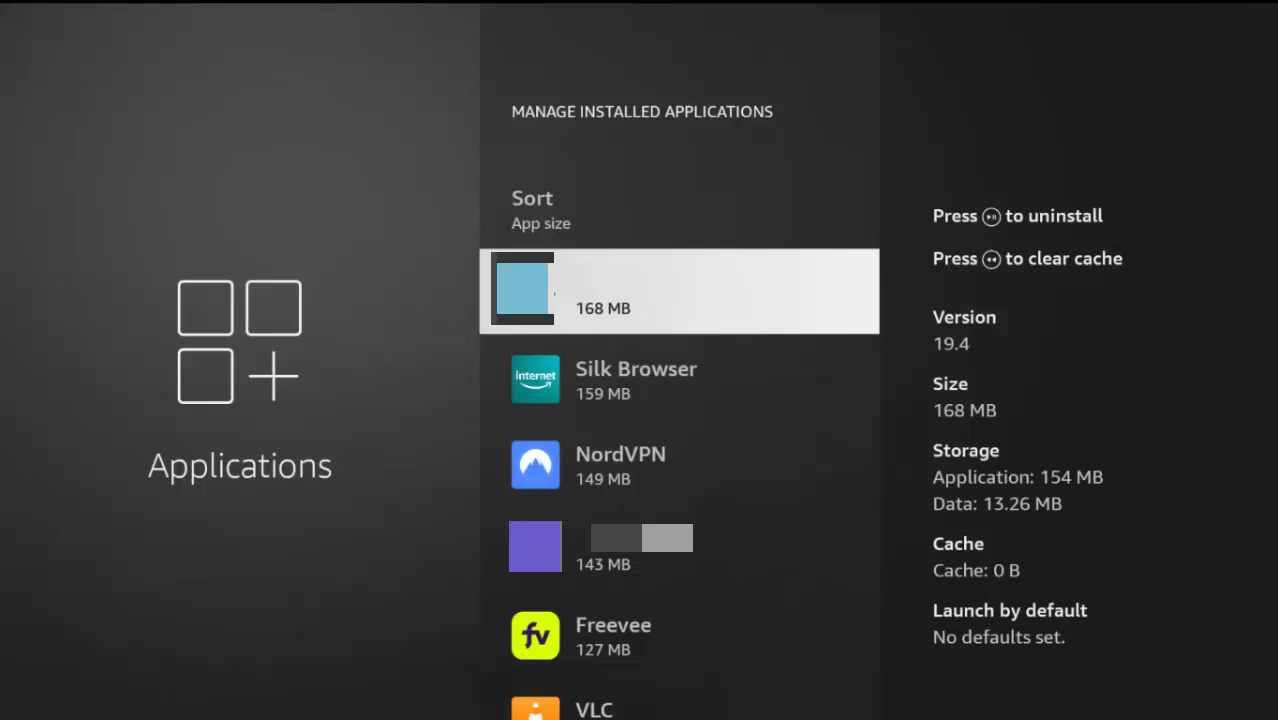 Applications
MANAGE INSTALLED APPLICATIONS
Sort
App size
168 MB
internet
Silk Browser
159 MB
NordVPN
149 MB
143 MB
fv
Freevee
127 MB
VLC
Press to uninstall
Press to clear cache
Version
19.4
Size
168 MB
Storage
Application: 154 MB
Data: 13.26 MB
Cache
Cache: 0 B
Launch by default
No defaults set.